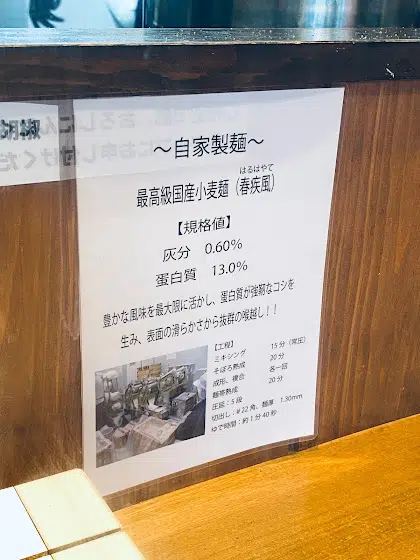 ～自家製麺～
はるはやて
最高級国産小麦麺（春疾風）
【規格値】
灰分 0.60%
蛋白質 13.0%
豊かな風味を最大限に活かし、蛋白質が強靭なコシを
生み、表面の滑らかさから抜群の喉越し！！
【工程】
ミキシング 15分（常圧）
そぼろ熟成 20分
成形、複合 各一回
麺帯熟成 20分
圧延：5段
切出し：#22角、麺厚 1.30mm
ゆで時間：約1分40秒